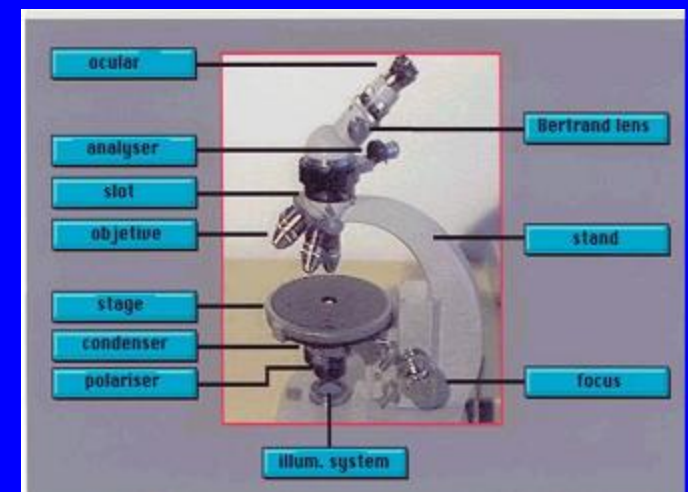 ocular
analyser
slot
objetive
stage
condenser
polariser
illum. system
Bertrand lens
stand
focus